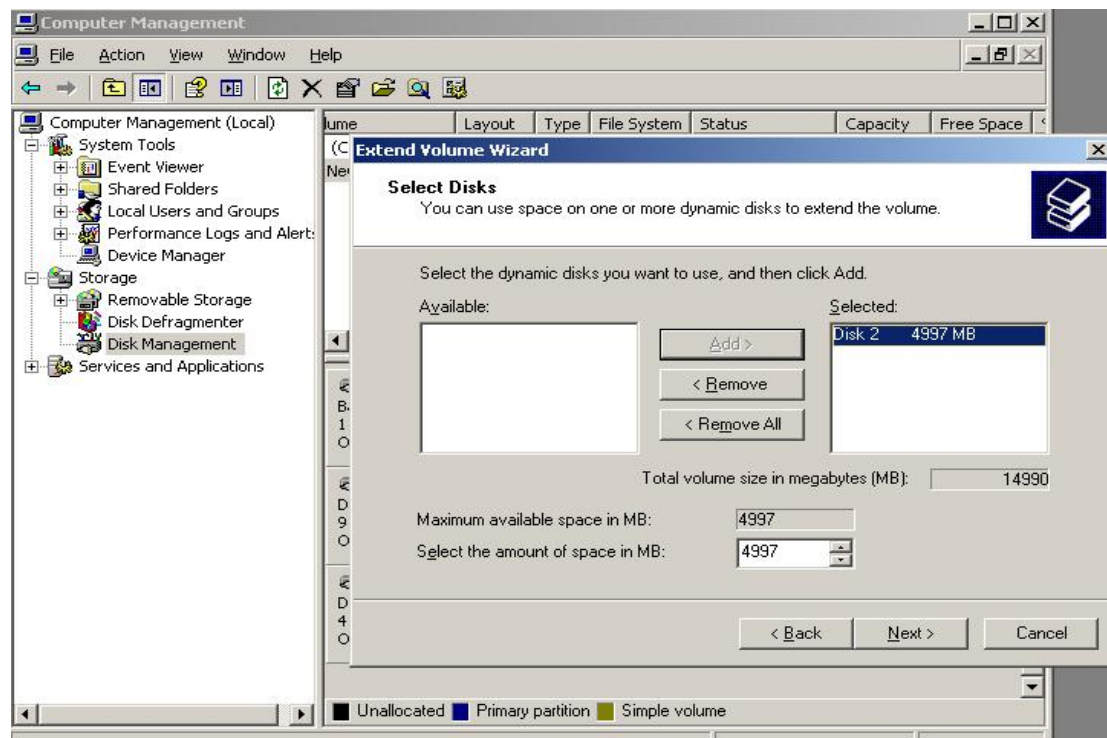 Computer Management
File Action View Window Help
Computer Management (Local)
System Tools
Event Viewer
Shared Folders
Local Users and Groups
Performance Logs and Alert
Device Manager
Storage
Removable Storage
Disk Defragmenter
Disk Management
Services and Applications
lume Layout Type File System Status Capacity Free Space
(C
Ne
Extend Volume Wizard
Select Disks
You can use space on one or more dynamic disks to extend the volume.
Select the dynamic disks you want to use, and then click Add.
Available:
Selected:
Disk 2 4997 MB
Add >
< Remove
< Remove All
Total volume size in megabytes (MB): 14990
Maximum available space in MB: 4997
Select the amount of space in MB: 4997
< Back Next > Cancel
B
1
O
D
9
O
D
4
O
Unallocated Primary partition Simple volume